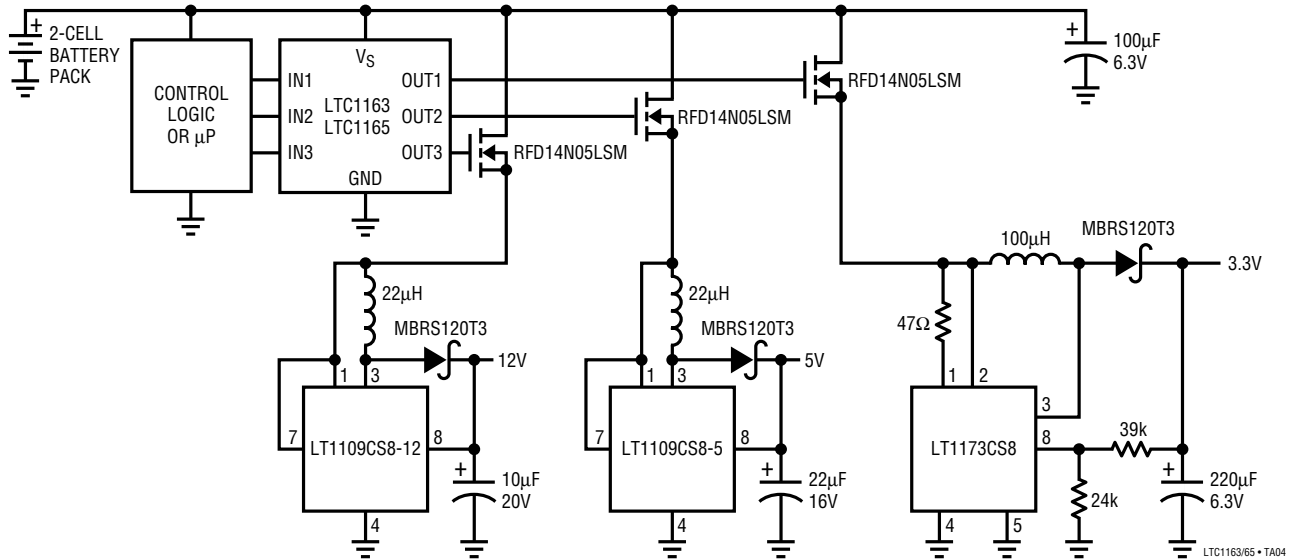 +
2-CELL
BATTERY
PACK
CONTROL
LOGIC
OR µP
IN1
IN2
IN3
VS
LTC1163
LTC1165
GND
OUT1
OUT2
OUT3
RFD14N05LSM
RFD14N05LSM
RFD14N05LSM
+
100µF
6.3V
22µH
MBRS120T3
12V
1
3
7
LT1109CS8-12
8
4
+
10µF
20V
22µH
MBRS120T3
5V
1
3
7
LT1109CS8-5
8
4
+
22µF
16V
100µH
MBRS120T3
3.3V
47Ω
1
2
3
LT1173CS8
8
39k
24k
4
5
+
220µF
6.3V
LTC1163/65 • TA04